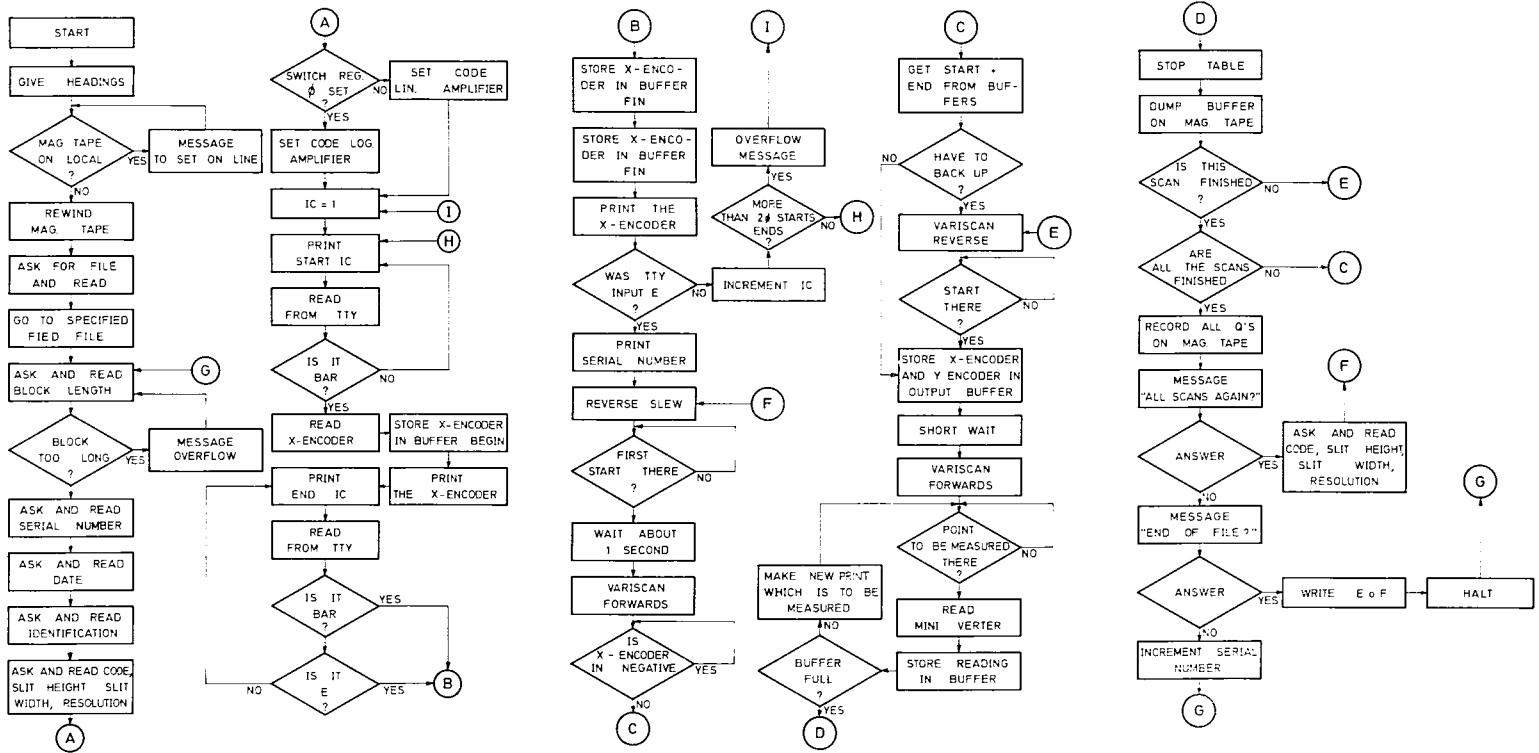 START
GIVE HEADINGS
MAG TAPE
ON LOCAL
?
YES
MESSAGE
TO SET ON LINE
NO
REWIND
MAG. TAPE
ASK FOR FILE
AND READ
GO TO SPECIFIED
FIED FILE
ASK AND READ
BLOCK LENGTH
G
BLOCK
TOO LONG
?
YES
MESSAGE
OVERFLOW
NO
ASK AND READ
SERIAL NUMBER
ASK AND READ
DATE
ASK AND READ
IDENTIFICATION
ASK AND READ CODE,
SLIT HEIGHT SLIT
WIDTH, RESOLUTION
A
A
SWITCH REG.
φ SET
?
NO
SET CODE
LIN. AMPLIFIER
YES
SET CODE LOG.
AMPLIFIER
IC = 1
I
PRINT
START IC
H
READ
FROM TTY
IS IT
BAR
?
NO
YES
READ
X-ENCODER
STORE X-ENCODER
IN BUFFER BEGIN
PRINT
END IC
PRINT
THE X-ENCODER
READ
FROM TTY
IS IT
BAR?
YES
IS IT
E
?
NO
YES
B
B
STORE X-ENCO-
DER IN BUFFER
FIN
STORE X-ENCO-
DER IN BUFFER
FIN
PRINT THE
X-ENCODER
WAS TTY
INPUT E
?
NO
INCREMENT IC
MORE
THAN 2φ STARTS
ENDS
?
NO
H
YES
OVERFLOW
MESSAGE
I
YES
PRINT
SERIAL NUMBER
REVERSE SLEW
F
FIRST
START THERE
?
NO
WAIT ABOUT
1 SECOND
VARISCAN
FORWARDS
IS
X-ENCODER
IN NEGATIVE
YES
NO
C
C
GET START +
END FROM BUF-
FERS
HAVE TO
BACK UP
?
NO
YES
VARISCAN
REVERSE
E
START
THERE?
NO
YES
STORE X-ENCODER
AND Y ENCODER IN
OUTPUT BUFFER
SHORT WAIT
VARISCAN
FORWARDS
POINT
TO BE MEASURED
THERE
?
NO
READ
MINI VERTER
STORE READING
IN BUFFER
BUFFER
FULL
?
NO
MAKE NEW PRINT
WHICH IS TO BE
MEASURED
YES
D
D
STOP TABLE
DUMP BUFFER
ON MAG. TAPE
IS THIS
SCAN FINISHED
?
NO
E
YES
ARE
ALL THE SCANS
FINISHED
NO
C
YES
RECORD ALL Q'S
ON MAG. TAPE
MESSAGE
"ALL SCANS AGAIN?"
ANSWER
YES
ASK AND READ
CODE, SLIT HEIGHT,
SLIT WIDTH,
RESOLUTION
F
NO
MESSAGE
"END OF FILE?"
ANSWER
YES
WRITE E o F
HALT
G
NO
INCREMENT SERIAL
NUMBER
G